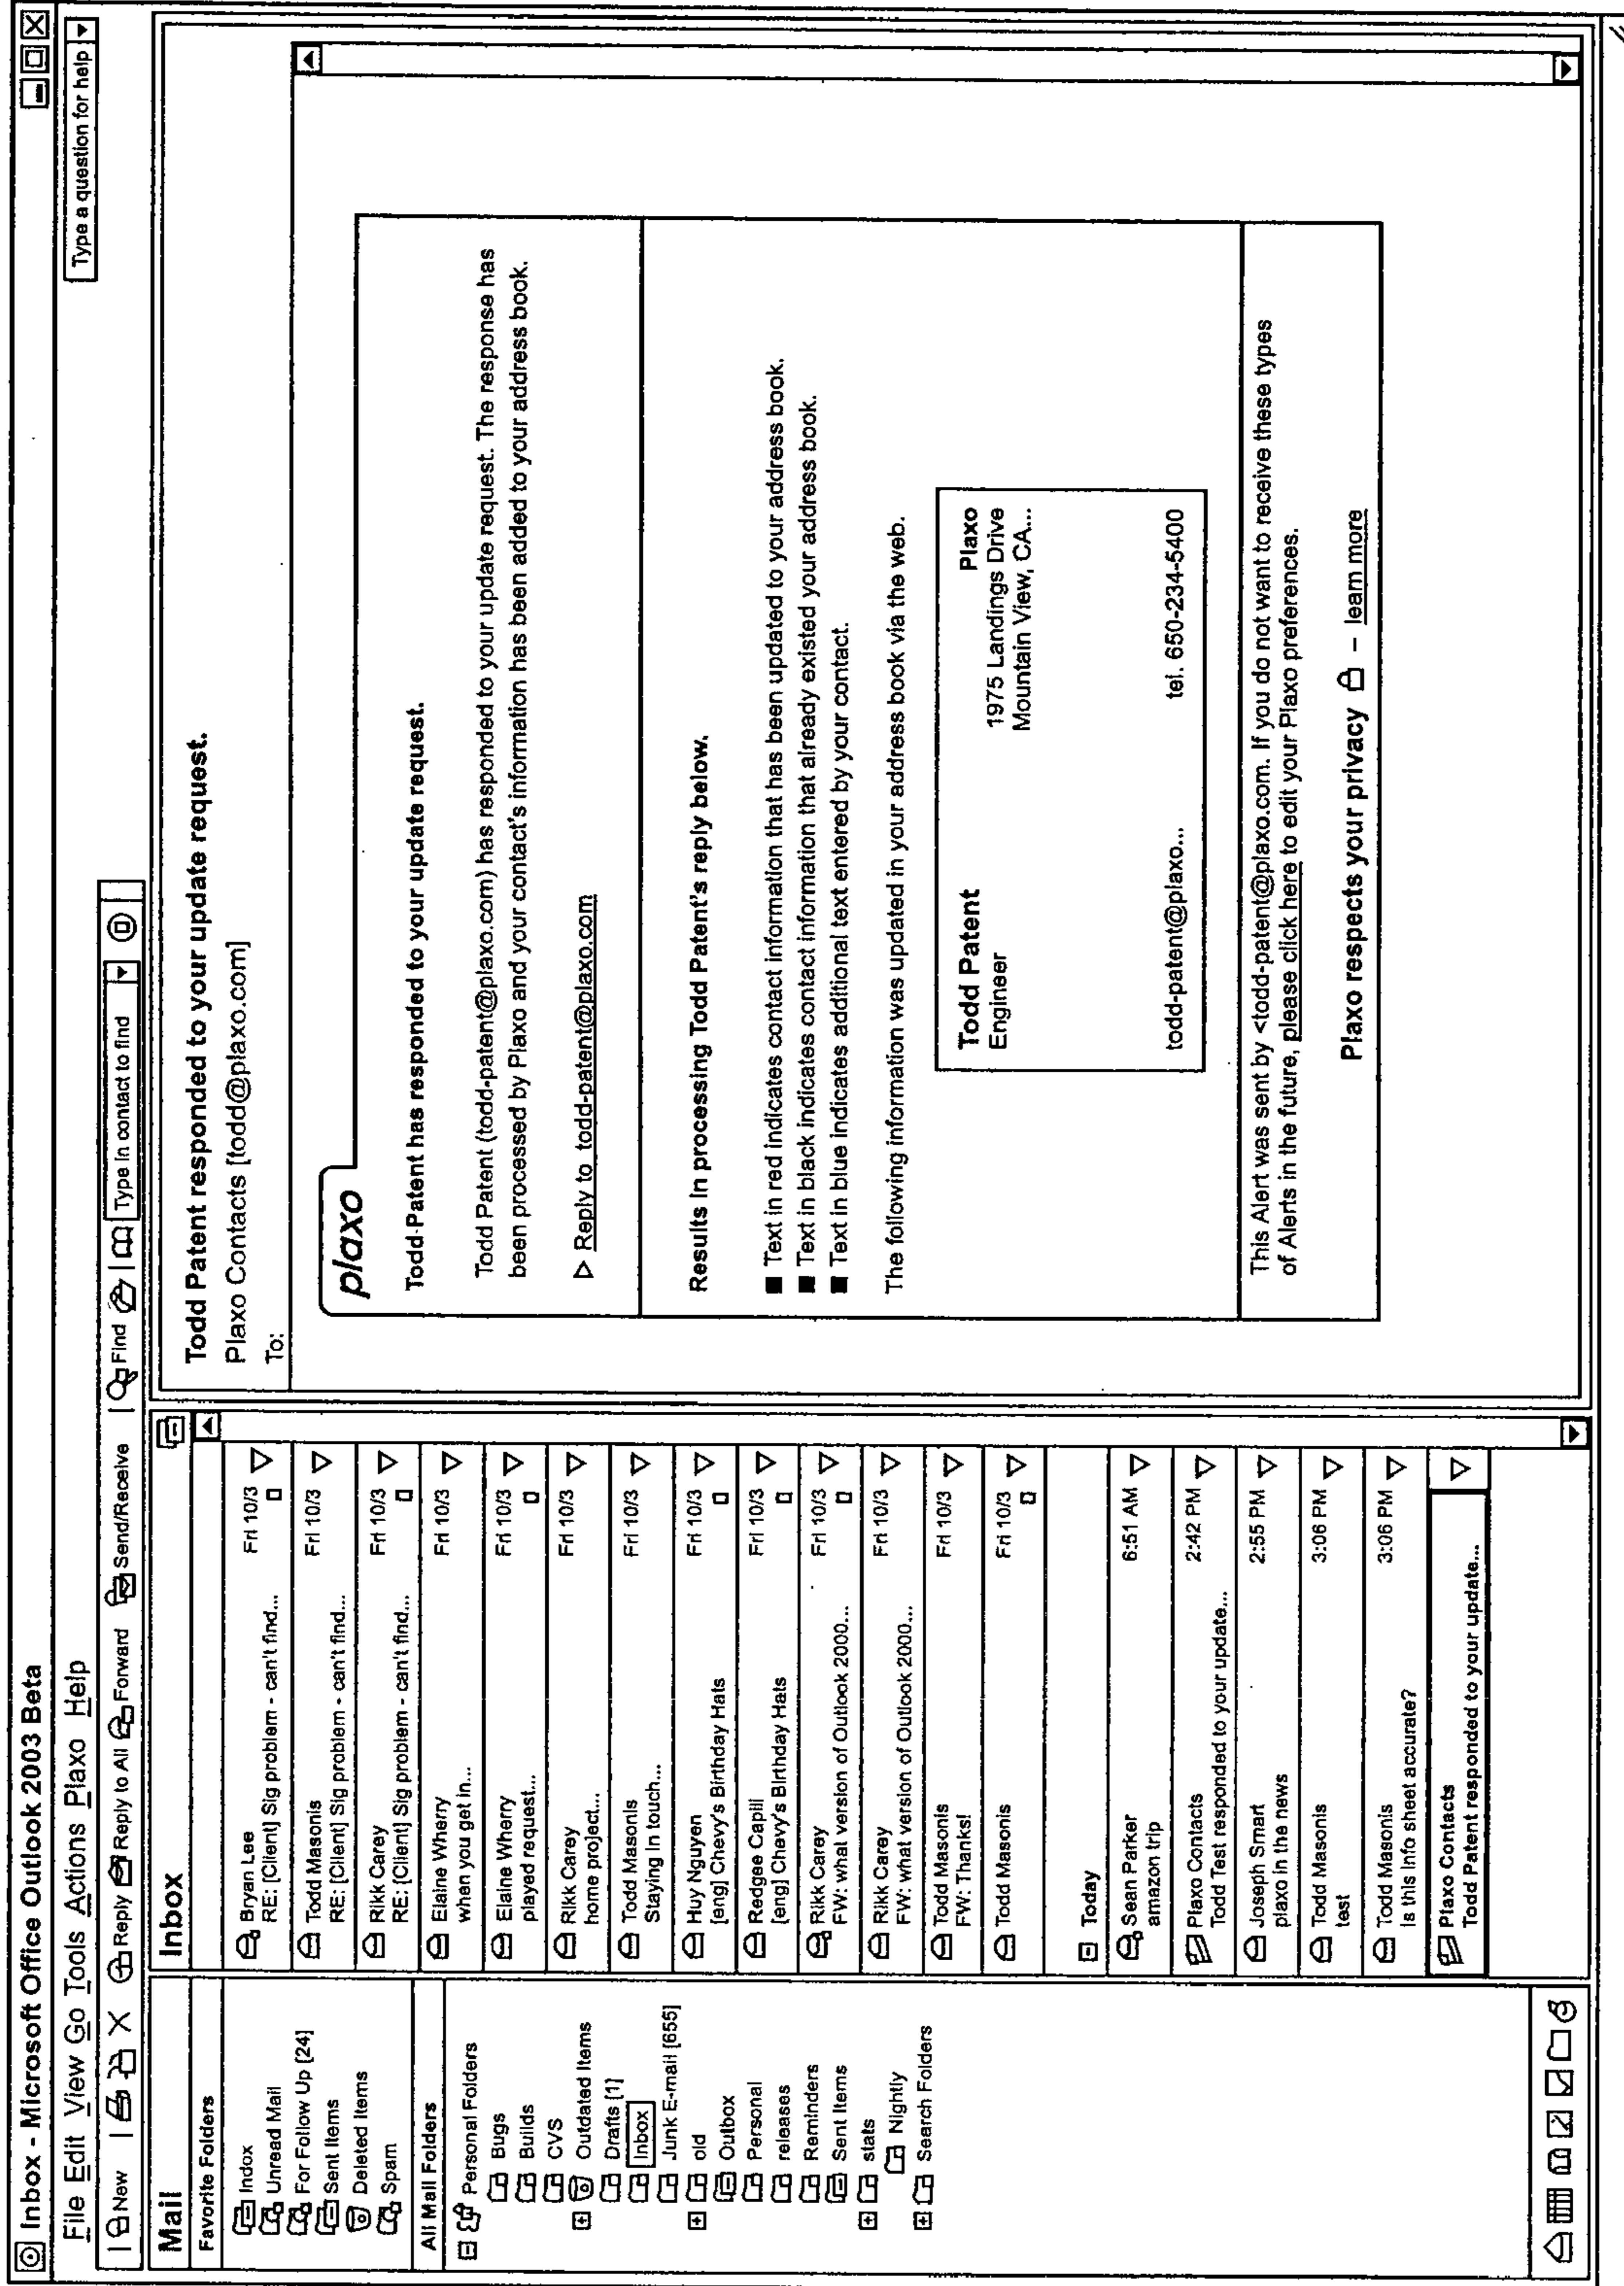 Inbox - Microsoft Office Outlook 2003 Beta
File Edit View Go Tools Actions Plaxo Help
Type a question for help
New Reply Reply to All Forward Send/Receive Find Type in contact to find
Mail
Favorite Folders
Indox
Unread Mail
For Follow Up [24]
Sent Items
Deleted Items
Spam
All Mail Folders
Personal Folders
Bugs
Builds
CVS
Outdated Items
Drafts [1]
Inbox
Junk E-mail [655]
old
Outbox
Personal
releases
Reminders
Sent Items
stats
Nightly
Search Folders
Inbox
Bryan Lee Fri 10/3
RE: [Client] Sig problem - can't find...
Todd Masonis Fri 10/3
RE: [Client] Sig problem - can't find...
Rikk Carey Fri 10/3
RE: [Client] Sig problem - can't find...
Elaine Wherry Fri 10/3
when you get in...
Elaine Wherry Fri 10/3
played request...
Rikk Carey Fri 10/3
home project...
Todd Masonis Fri 10/3
Staying in touch...
Huy Nguyen Fri 10/3
[eng] Chevy's Birthday Hats
Redgee Capili Fri 10/3
[eng] Chavy's Birthday Hats
Rikk Carey Fri 10/3
FW: what version of Outlook 2000...
Rikk Carey Fri 10/3
FW: what version of Outlook 2000...
Todd Masonis Fri 10/3
FW: Thanks!
Todd Masonis Fri 10/3
Today
Sean Parker 6:51 AM
amazon trip
Plaxo Contacts 2:42 PM
Todd Test responded to your update...
Joseph Smart 2:55 PM
plaxo in the news
Todd Masonis 3:06 PM
test
Todd Masonis 3:06 PM
Is this info sheet accurate?
Plaxo Contacts
Todd Patent responded to your update...
Todd Patent responded to your update request.
Plaxo Contacts [todd@plaxo.com]
To:
plaxo
Todd-Patent has responded to your update request.
Todd Patent (todd-patent@plaxo.com) has responded to your update request. The response has
been processed by Plaxo and your contact's information has been added to your address book.
Reply to todd-patent@plaxo.com
Results in processing Todd Patent's reply below.
Text in red indicates contact information that has been updated to your address book.
Text in black indicates contact information that already existed your address book.
Text in blue indicates additional text entered by your contact.
The following information was updated in your address book via the web.
Todd Patent Plaxo
Engineer 1975 Landings Drive
Mountain View, CA...
todd-patent@plaxo... tel. 650-234-5400
This Alert was sent by <todd-patent@plaxo.com. If you do not want to receive these types
of Alerts in the future, please click here to edit your Plaxo preferences.
Plaxo respects your privacy – learn more